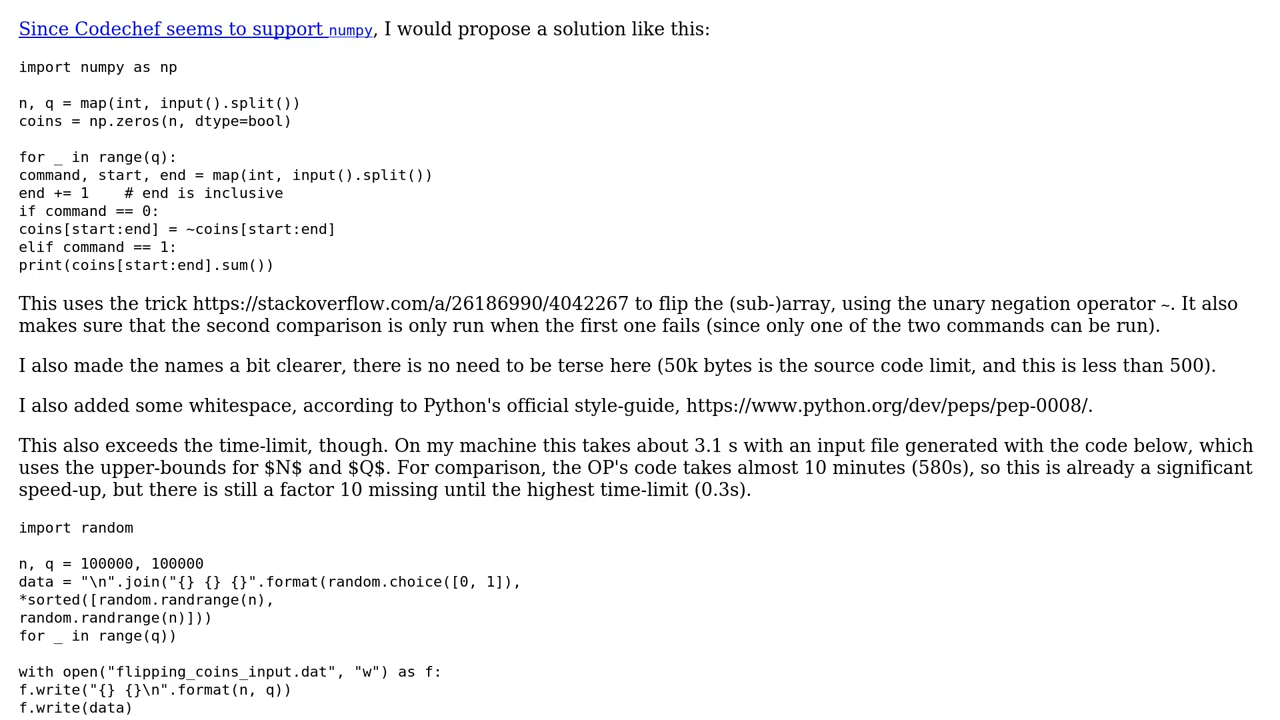 Since Codechef seems to support numpy, I would propose a solution like this:
import numpy as np
n, q = map(int, input().split())
coins = np.zeros(n, dtype=bool)
for _ in range(q):
command, start, end = map(int, input().split())
end += 1    # end is inclusive
if command == 0:
coins[start:end] = ~coins[start:end]
elif command == 1:
print(coins[start:end].sum())
This uses the trick https://stackoverflow.com/a/26186990/4042267 to flip the (sub-)array, using the unary negation operator ~. It also
makes sure that the second comparison is only run when the first one fails (since only one of the two commands can be run).
I also made the names a bit clearer, there is no need to be terse here (50k bytes is the source code limit, and this is less than 500).
I also added some whitespace, according to Python's official style-guide, https://www.python.org/dev/peps/pep-0008/.
This also exceeds the time-limit, though. On my machine this takes about 3.1 s with an input file generated with the code below, which
uses the upper-bounds for $N$ and $Q$. For comparison, the OP's code takes almost 10 minutes (580s), so this is already a significant
speed-up, but there is still a factor 10 missing until the highest time-limit (0.3s).
import random
n, q = 100000, 100000
data = "\n".join("{} {} {}".format(random.choice([0, 1]),
*sorted([random.randrange(n),
random.randrange(n)]))
for _ in range(q))
with open("flipping_coins_input.dat", "w") as f:
f.write("{} {}\n".format(n, q))
f.write(data)